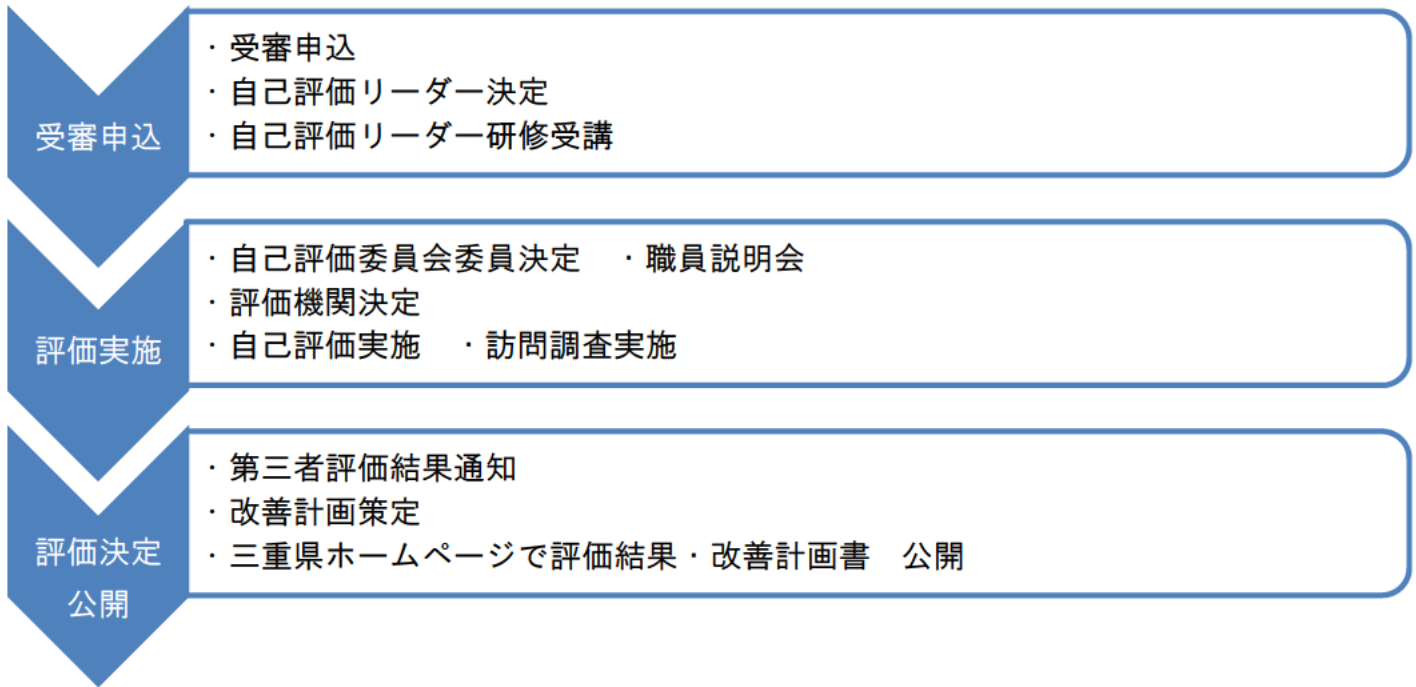 受審申込
・受審申込
・自己評価リーダー決定
・自己評価リーダー研修受講
評価実施
・自己評価委員会委員決定　・職員説明会
・評価機関決定
・自己評価実施　・訪問調査実施
評価決定
公開
・第三者評価結果通知
・改善計画策定
・三重県ホームページで評価結果・改善計画書　公開